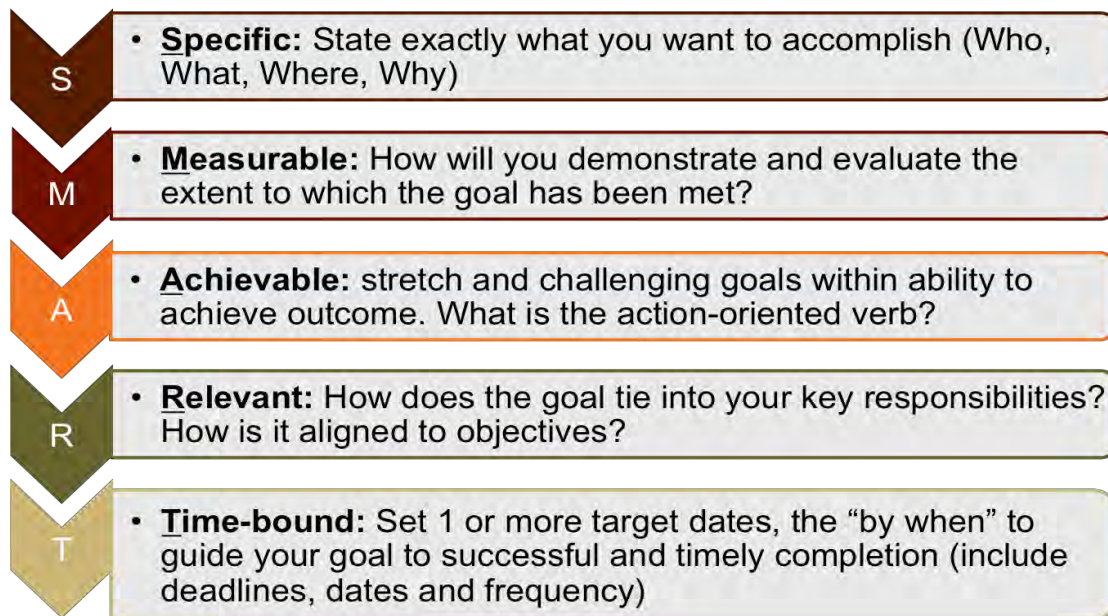 S
• Specific: State exactly what you want to accomplish (Who,
What, Where, Why)
M
• Measurable: How will you demonstrate and evaluate the
extent to which the goal has been met?
A
• Achievable: stretch and challenging goals within ability to
achieve outcome. What is the action-oriented verb?
R
• Relevant: How does the goal tie into your key responsibilities?
How is it aligned to objectives?
T
• Time-bound: Set 1 or more target dates, the “by when” to
guide your goal to successful and timely completion (include
deadlines, dates and frequency)